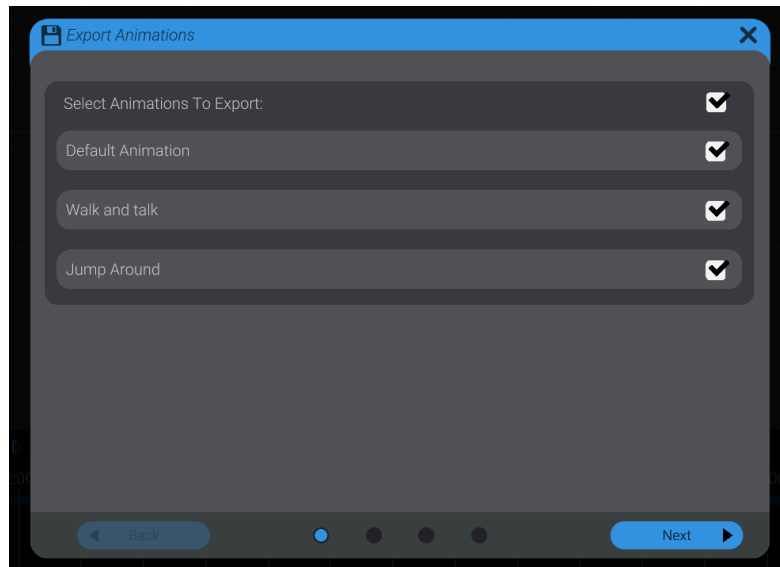 Export Animations
Select Animations To Export:
Default Animation
Walk and talk
Jump Around
Back
Next